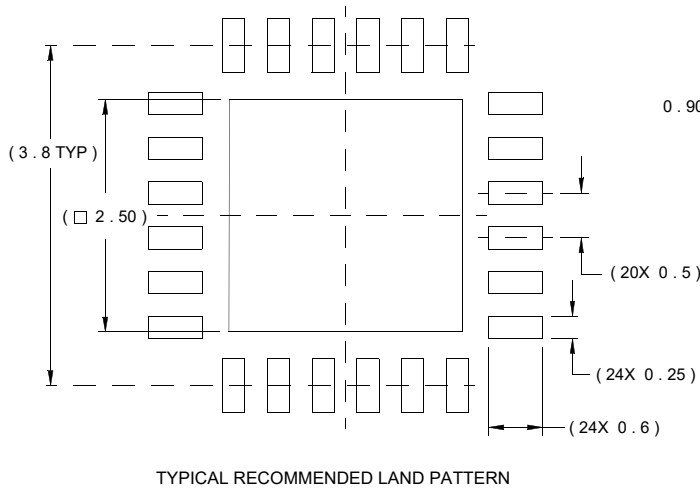 0.90
( 3 . 8 TYP )
( □ 2 . 50 )
( 20X 0 . 5 )
( 24X 0 . 25 )
( 24X 0 . 6 )
TYPICAL RECOMMENDED LAND PATTERN